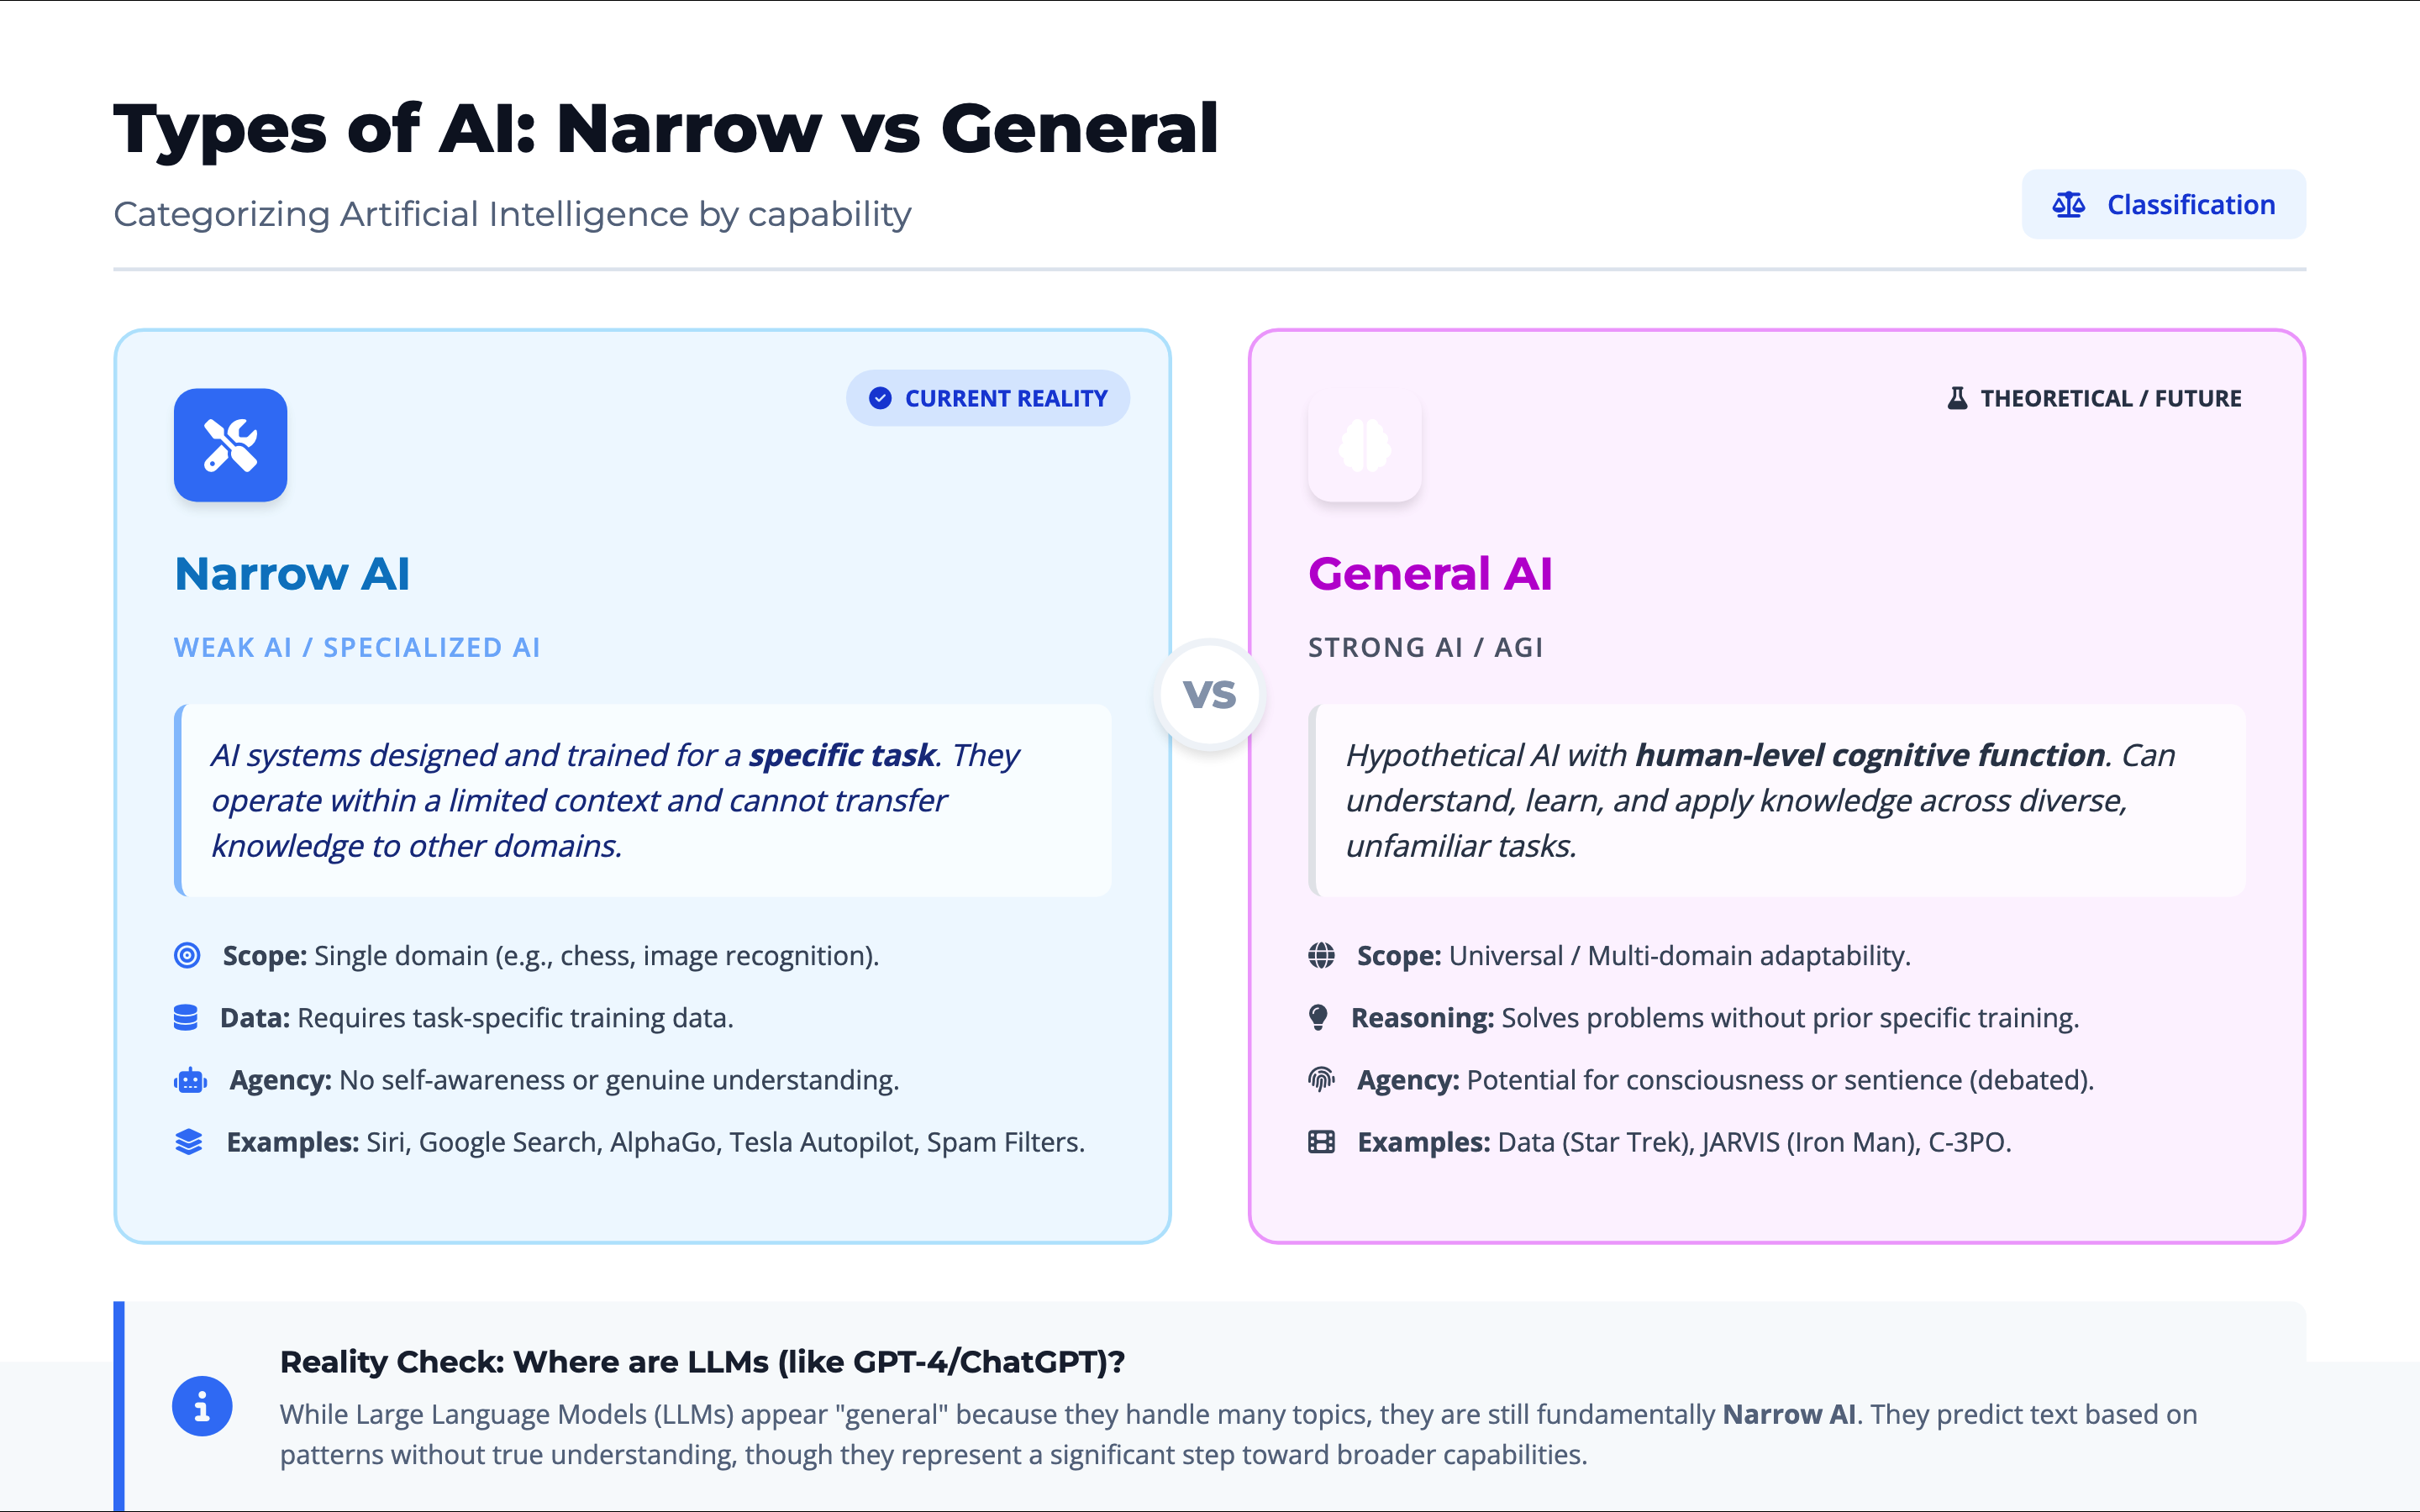 Types of AI: Narrow vs General
Categorizing Artificial Intelligence by capability
Classification
CURRENT REALITY
Narrow AI
WEAK AI / SPECIALIZED AI
AI systems designed and trained for a specific task. They
operate within a limited context and cannot transfer
knowledge to other domains.
Scope: Single domain (e.g., chess, image recognition).
Data: Requires task-specific training data.
Agency: No self-awareness or genuine understanding.
Examples: Siri, Google Search, AlphaGo, Tesla Autopilot, Spam Filters.
VS
THEORETICAL / FUTURE
General AI
STRONG AI / AGI
Hypothetical AI with human-level cognitive function. Can
understand, learn, and apply knowledge across diverse,
unfamiliar tasks.
Scope: Universal / Multi-domain adaptability.
Reasoning: Solves problems without prior specific training.
Agency: Potential for consciousness or sentience (debated).
Examples: Data (Star Trek), JARVIS (Iron Man), C-3PO.
Reality Check: Where are LLMs (like GPT-4/ChatGPT)?
While Large Language Models (LLMs) appear "general" because they handle many topics, they are still fundamentally Narrow AI. They predict text based on
patterns without true understanding, though they represent a significant step toward broader capabilities.